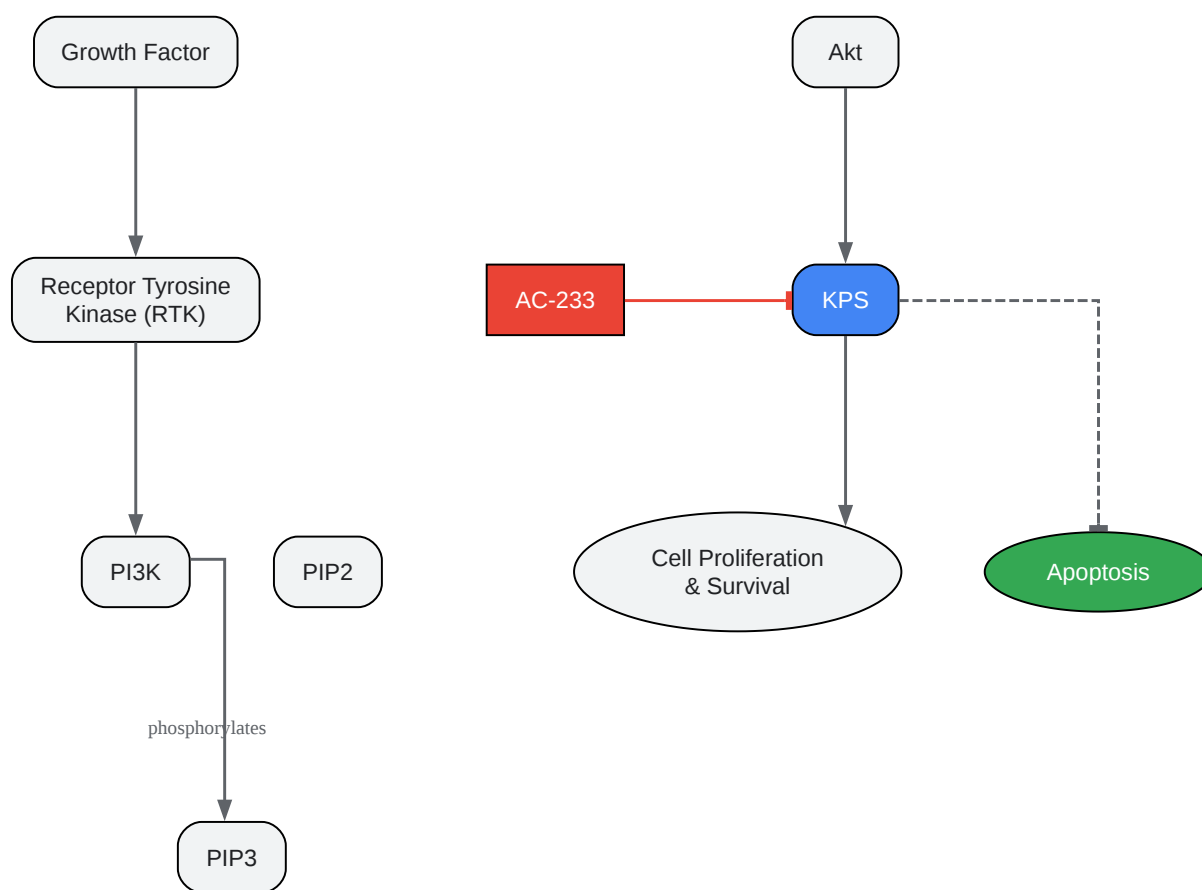 Growth Factor
Akt
Receptor Tyrosine
Kinase (RTK)
AC-233
KPS
PI3K
PIP2
Cell Proliferation
& Survival
Apoptosis
phosphorylates
PIP3